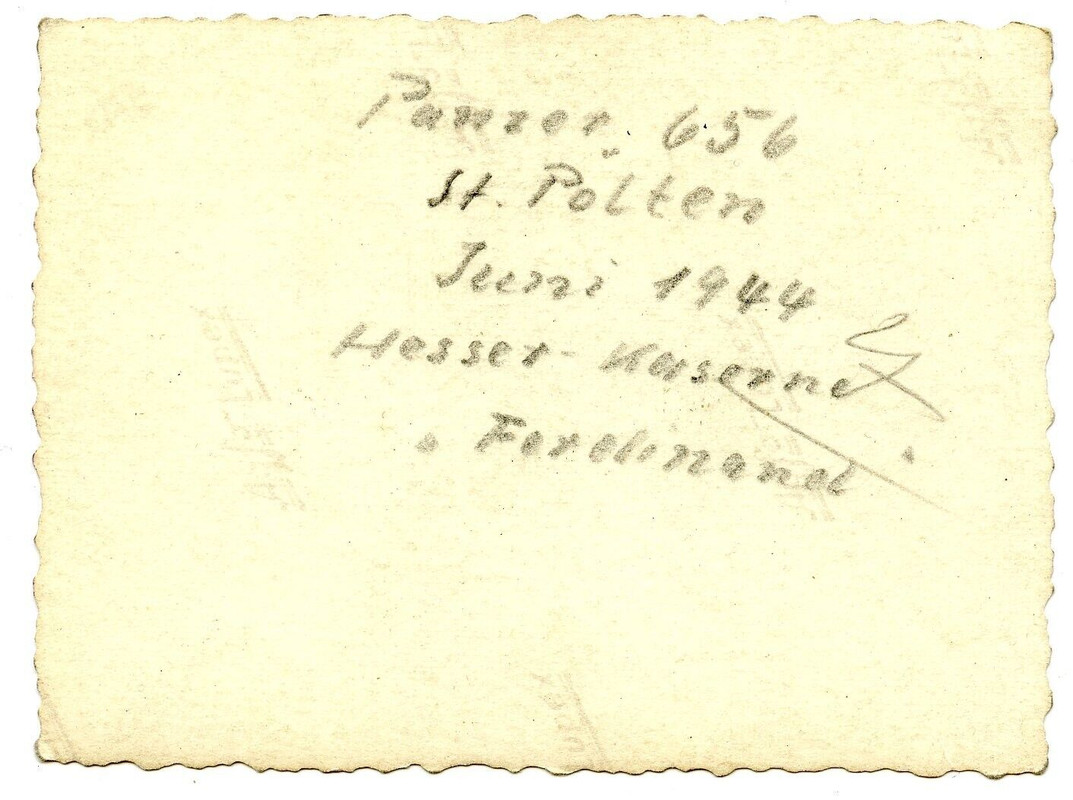 Panzer. 656
St. Pölten
Juni 1944
Hesser-Kaserne
" Ferdinand "